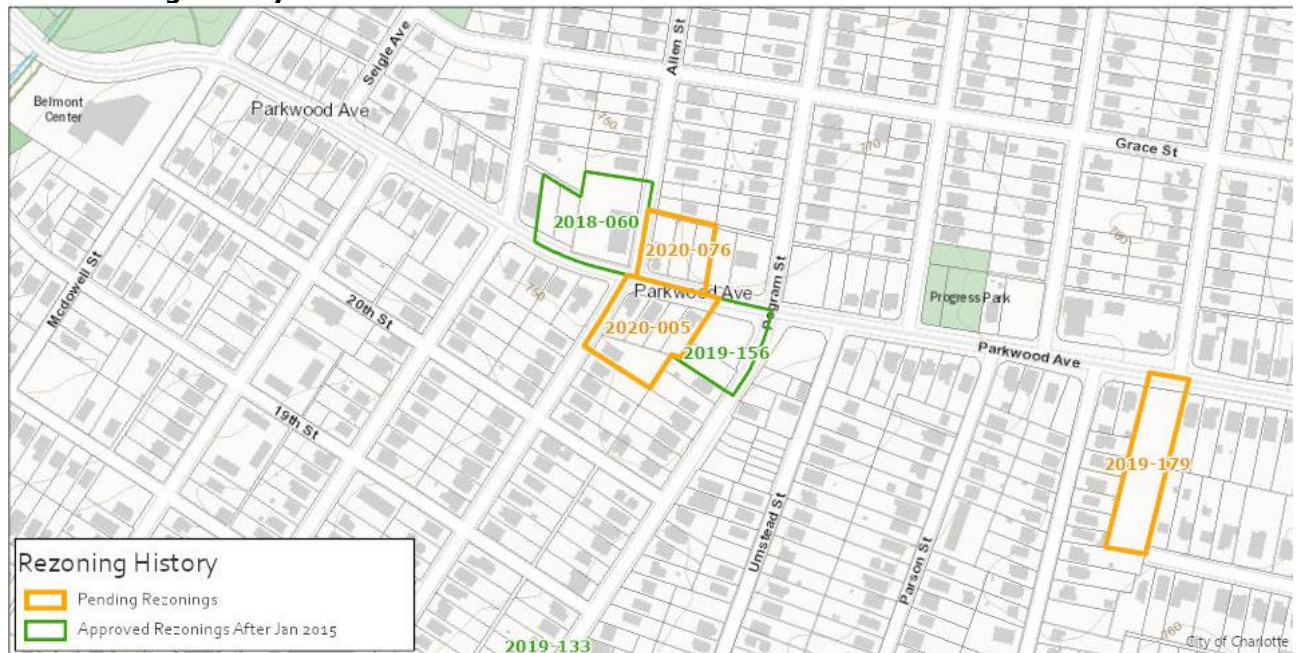 Seigle Ave
Allen St
Belmont
Center
Parkwood Ave
750
770
Grace St
2018-060
2020-076
760
Mcdowell St
750
Parkwood Ave
Pegram St
Progress Park
20th St
2020-005
2019-156
Parkwood Ave
19th St
2019-179
Umstead St
Parson St
Rezoning History
Pending Rezonings
Approved Rezonings After Jan 2015
2019-133
760
City of Charlotte